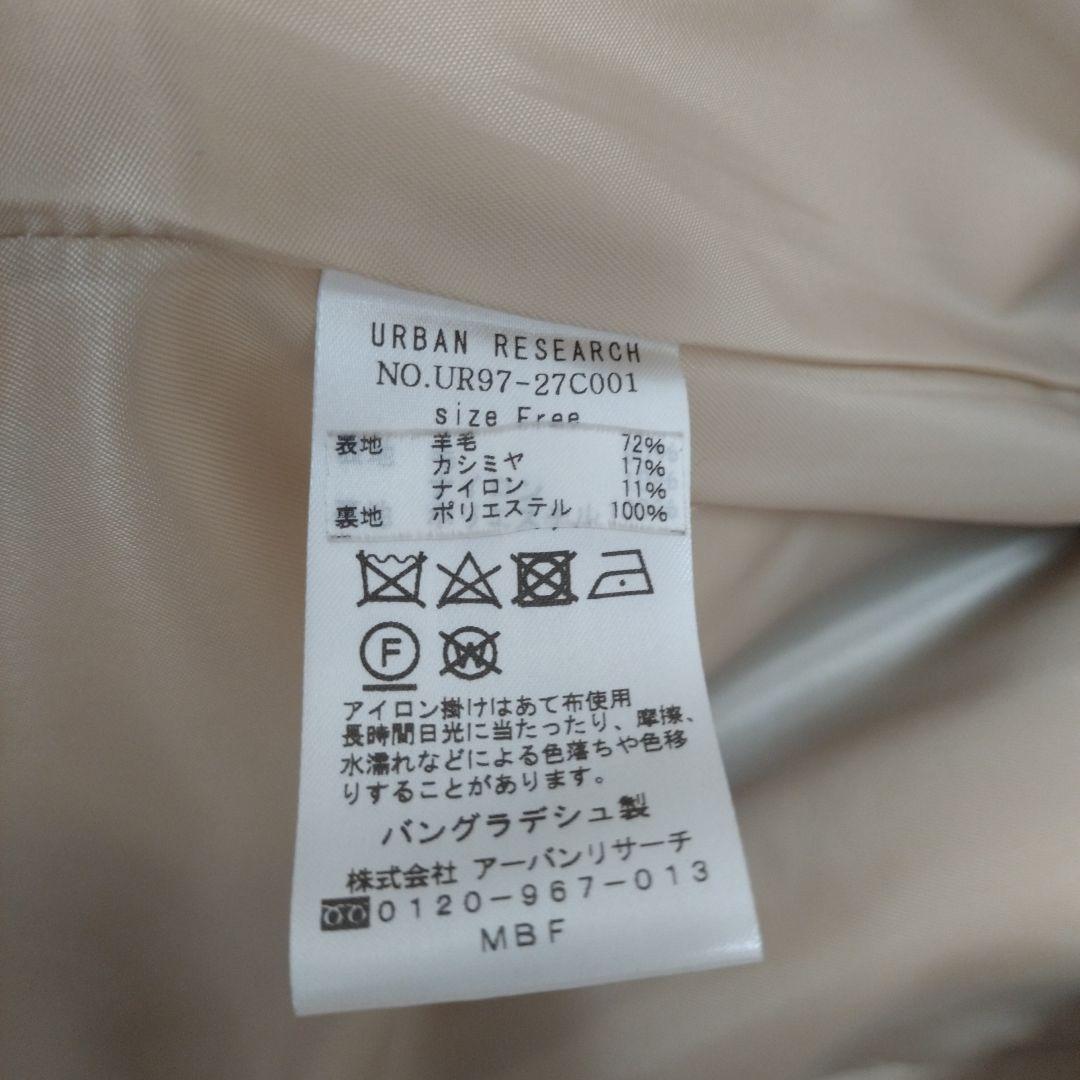 URBAN RESEARCH
NO.UR97-27C001
size Free
表地 羊毛 72%
カシミヤ 17%
ナイロン 11%
裏地 ポリエステル 100%
F W
アイロン掛けはあて布使用
長時間日光に当たったり、摩擦、
水濡れなどによる色落ちや色移
りすることがあります。
バングラデシュ製
株式会社 アーバンリサーチ
0120-967-013
MBF